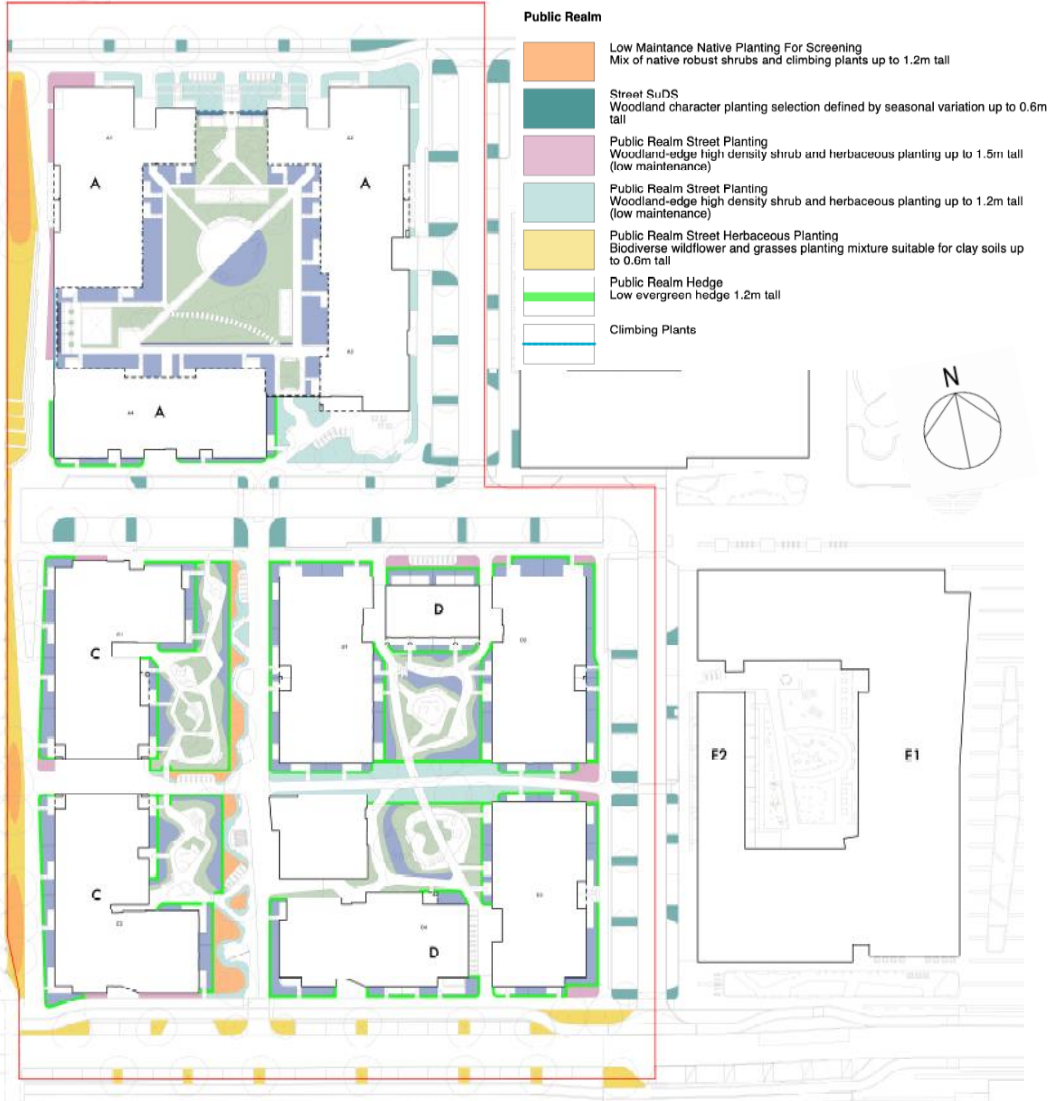 Public Realm
Low Maintance Native Planting For Screening
Mix of native robust shrubs and climbing plants up to 1.2m tall
Street SuDS
Woodland character planting selection defined by seasonal variation up to 0.6m
tall
Public Realm Street Planting
Woodland-edge high density shrub and herbaceous planting up to 1.5m tall
(low maintenance)
Public Realm Street Planting
Woodland-edge high density shrub and herbaceous planting up to 1.2m tall
(low maintenance)
Public Realm Street Herbaceous Planting
Biodiverse wildflower and grasses planting mixture suitable for clay soils up
to 0.6m tall
Public Realm Hedge
Low evergreen hedge 1.2m tall
Climbing Plants
N
A
A
A
D
C
E2
E1
C
D